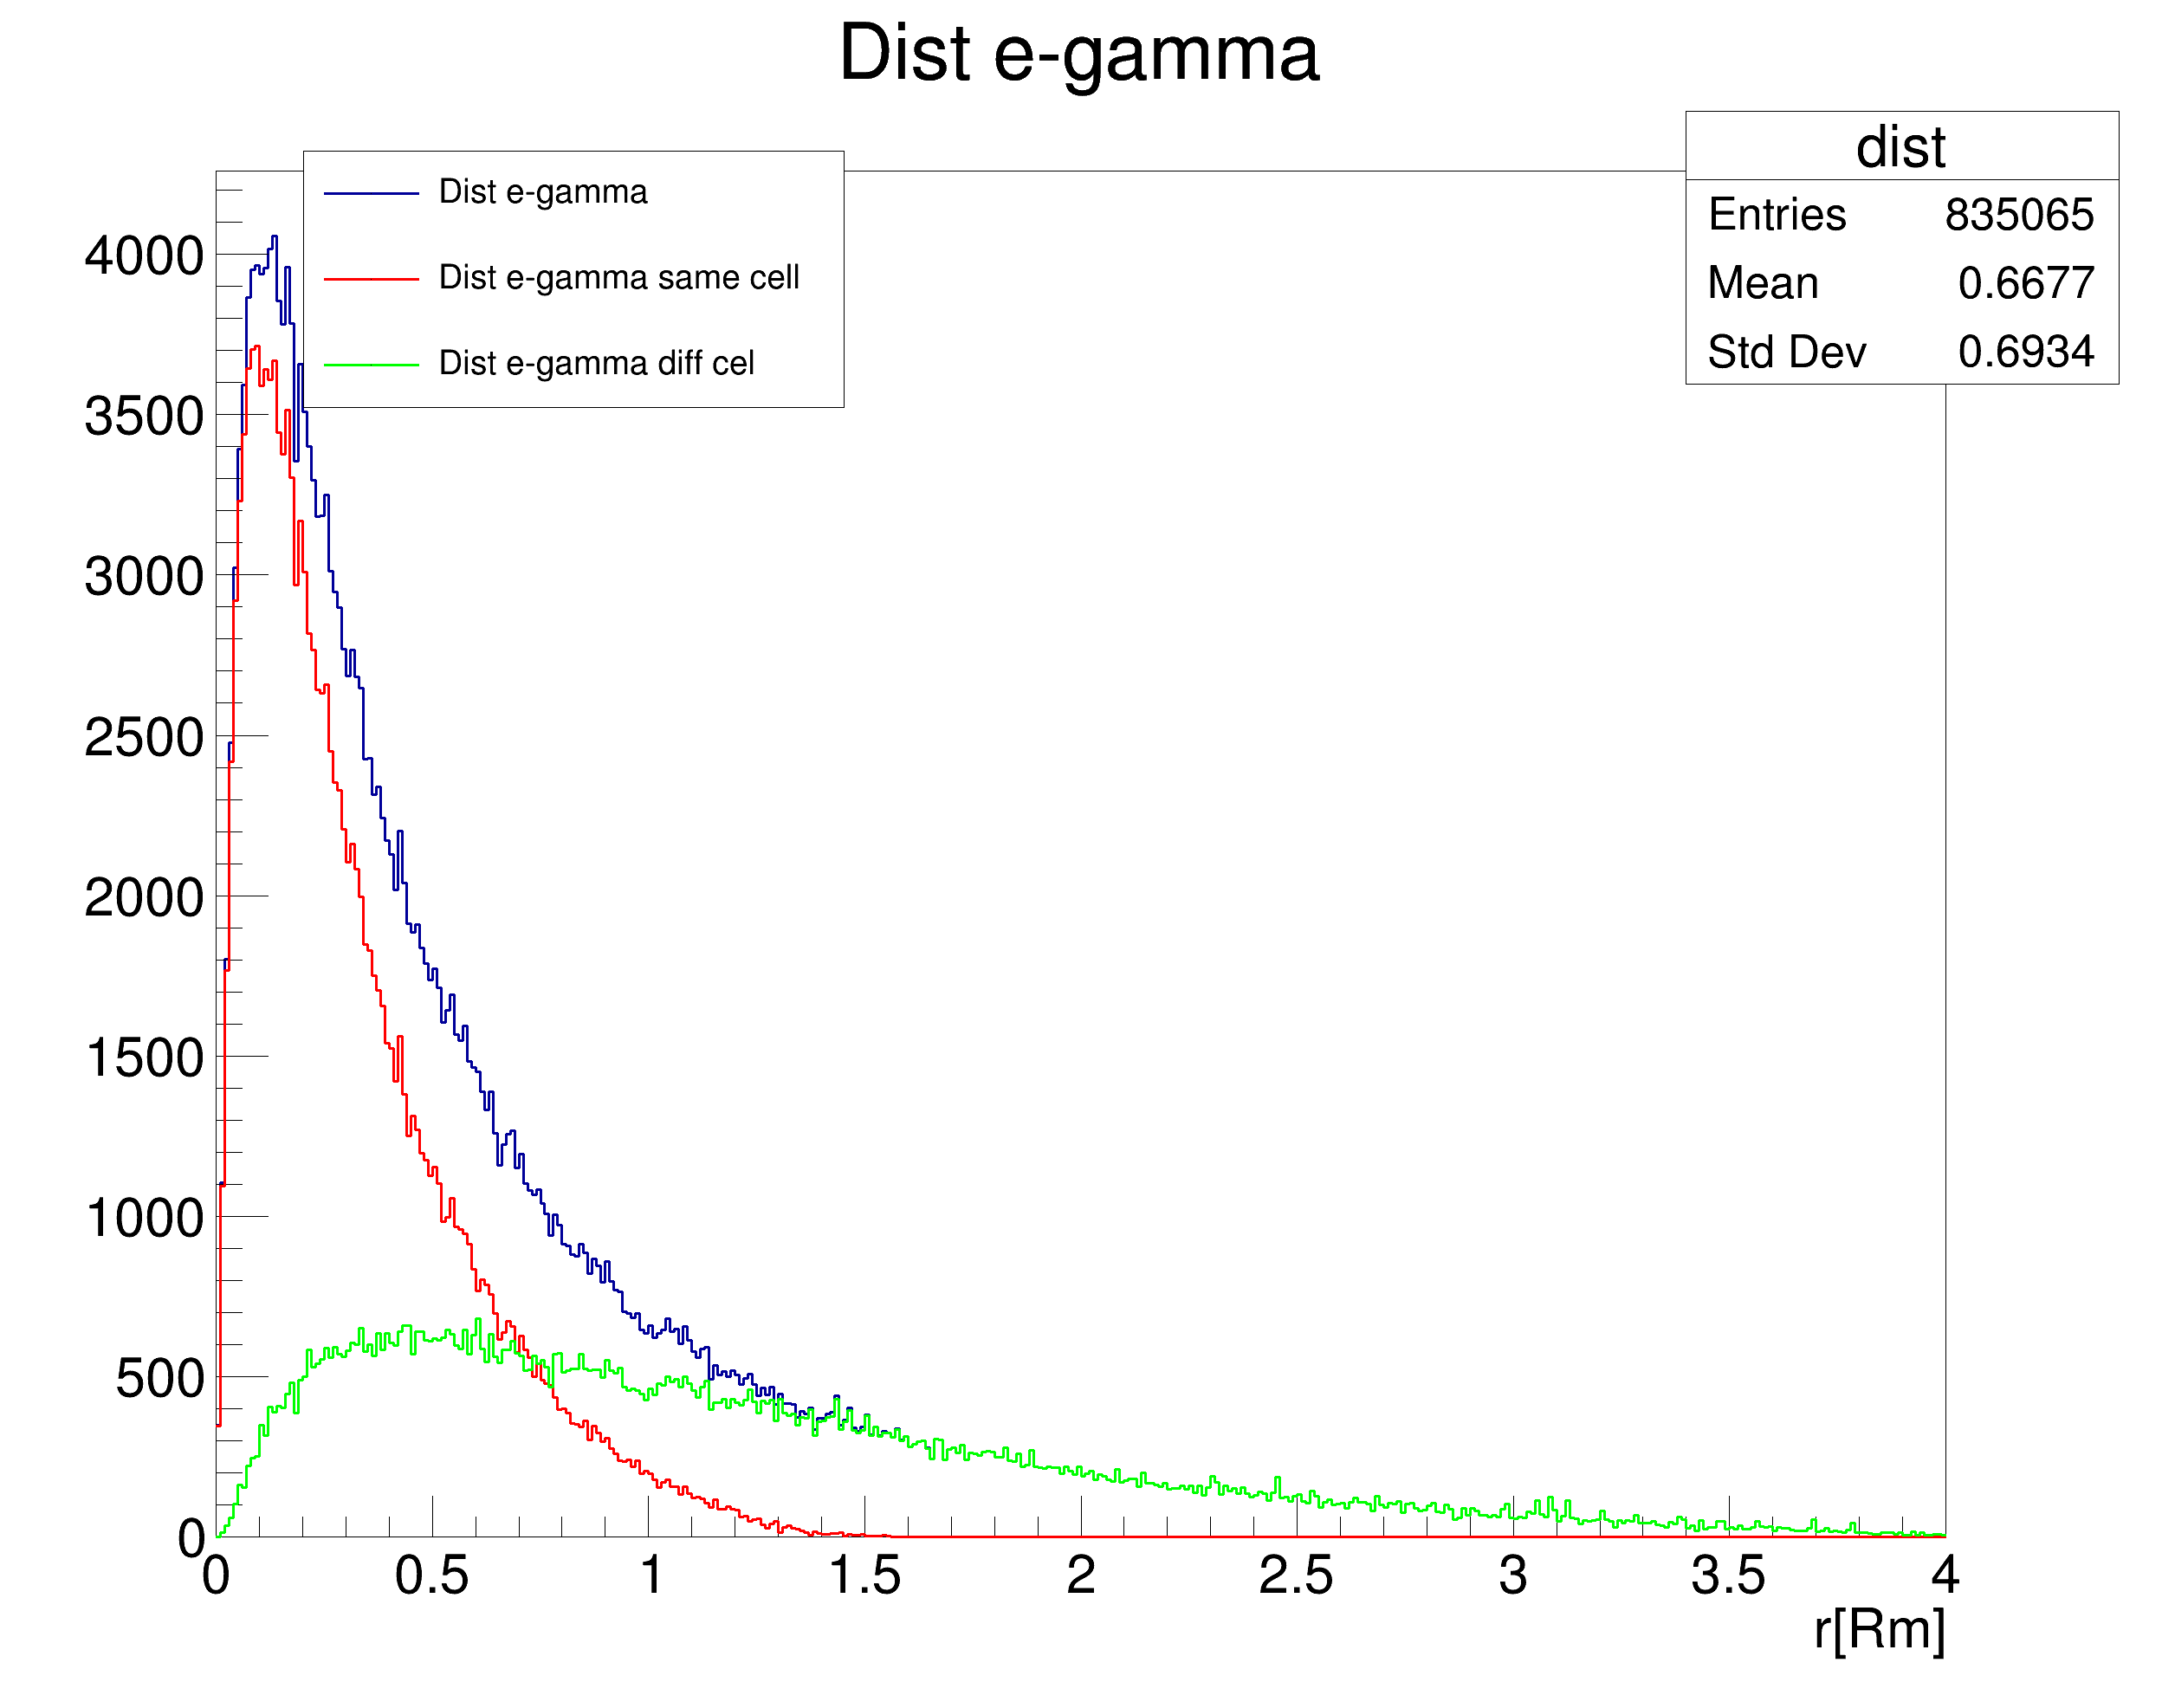 Dist e-gamma
dist
Entries 835065
Mean 0.6677
Std Dev 0.6934
Dist e-gamma
Dist e-gamma same cell
Dist e-gamma diff cel
4000
3500
3000
2500
2000
1500
1000
500
0
0 0.5 1 1.5 2 2.5 3 3.5 4
r[Rm]